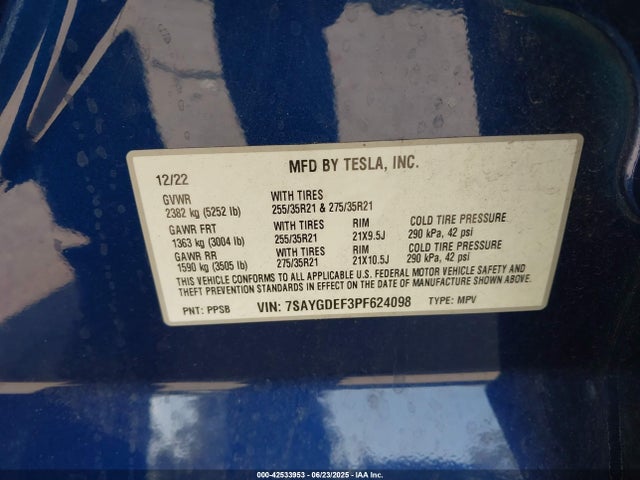 MFD BY TESLA, INC.
12/22
GVWR WITH TIRES
2382 kg (5252 lb) 255/35R21 & 275/35R21
GAWR FRT WITH TIRES RIM COLD TIRE PRESSURE
1363 kg (3004 lb) 255/35R21 21X9.5J 290 kPa, 42 psi
GAWR RR WITH TIRES RIM COLD TIRE PRESSURE
1590 kg (3505 lb) 275/35R21 21X10.5J 290 kPa, 42 psi
THIS VEHICLE CONFORMS TO ALL APPLICABLE U.S. FEDERAL MOTOR VEHICLE SAFETY AND
THEFT PREVENTION STANDARDS IN EFFECT ON THE DATE OF MANUFACTURE SHOWN ABOVE.
PNT: PPSB VIN: 7SAYGDEF3PF624098 TYPE: MPV
000-42533953 - 06/23/2025 - IAA Inc.